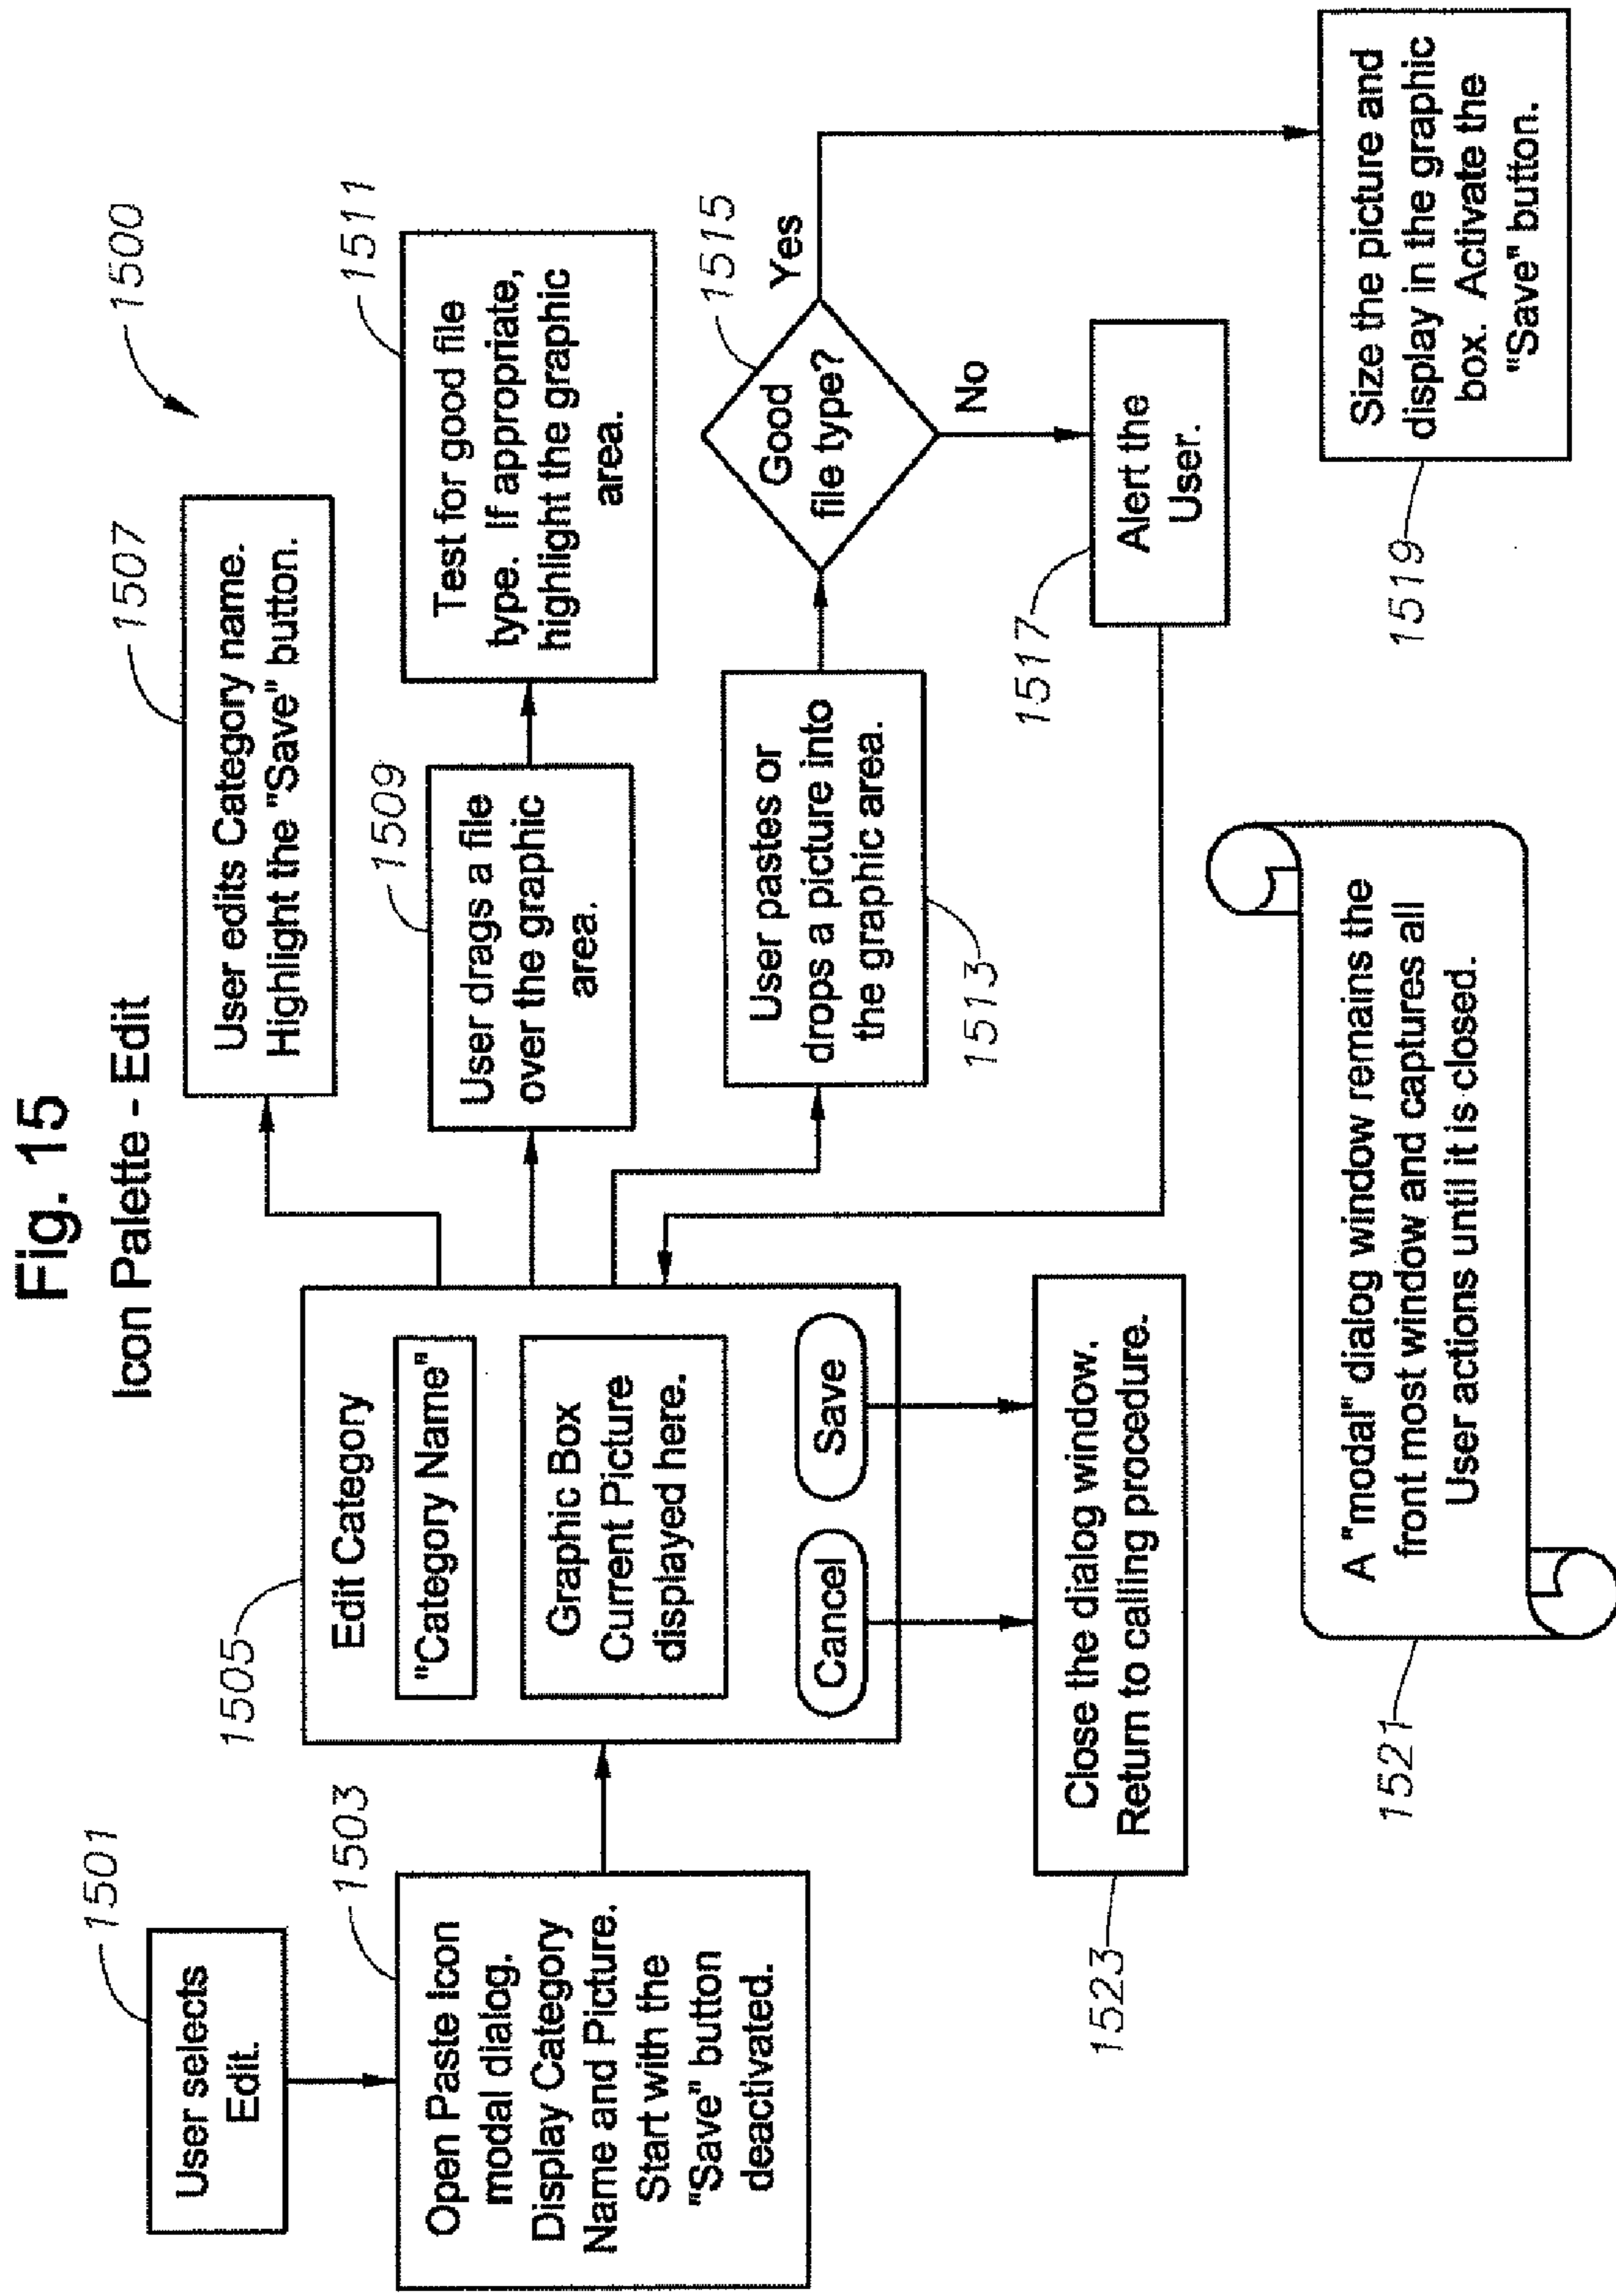 Fig. 15
Icon Palette - Edit
1500
1501
User selects
Edit.
1503
Open Paste Icon
modal dialog.
Display Category
Name and Picture.
Start with the
"Save" button
deactivated.
1505
Edit Category
"Category Name"
Graphic Box
Current Picture
displayed here.
Cancel
Save
1507
User edits Category name.
Highlight the "Save" button.
1509
User drags a file
over the graphic
area.
1511
Test for good file
type. If appropriate,
highlight the graphic
area.
User pastes or
drops a picture into
the graphic area.
1513
1515
Good
file type?
Yes
No
1517
Alert the
User.
Size the picture and
display in the graphic
box. Activate the
"Save" button.
1519
Close the dialog window.
Return to calling procedure.
1523
A "modal" dialog window remains the
front most window and captures all
User actions until it is closed.
1521